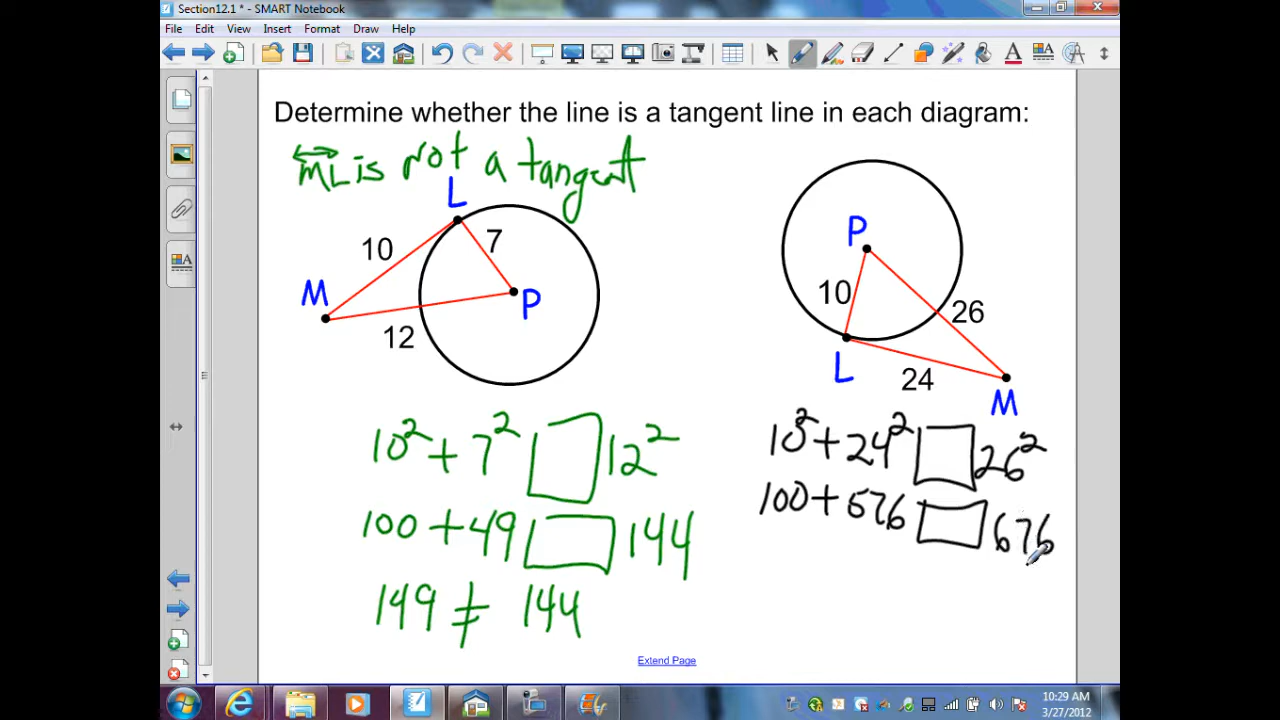 Section12.1 * - SMART Notebook
File Edit View Insert Format Draw Help
Determine whether the line is a tangent line in each diagram:
ML is not a tangent
L
10
7
M
P
12
P
10
26
L
24
M
10² + 7² □ 12²
100 + 49 □ 144
149 ≠ 144
10² + 24² □ 26²
100 + 576 □ 676
Extend Page
10:29 AM
3/27/2012